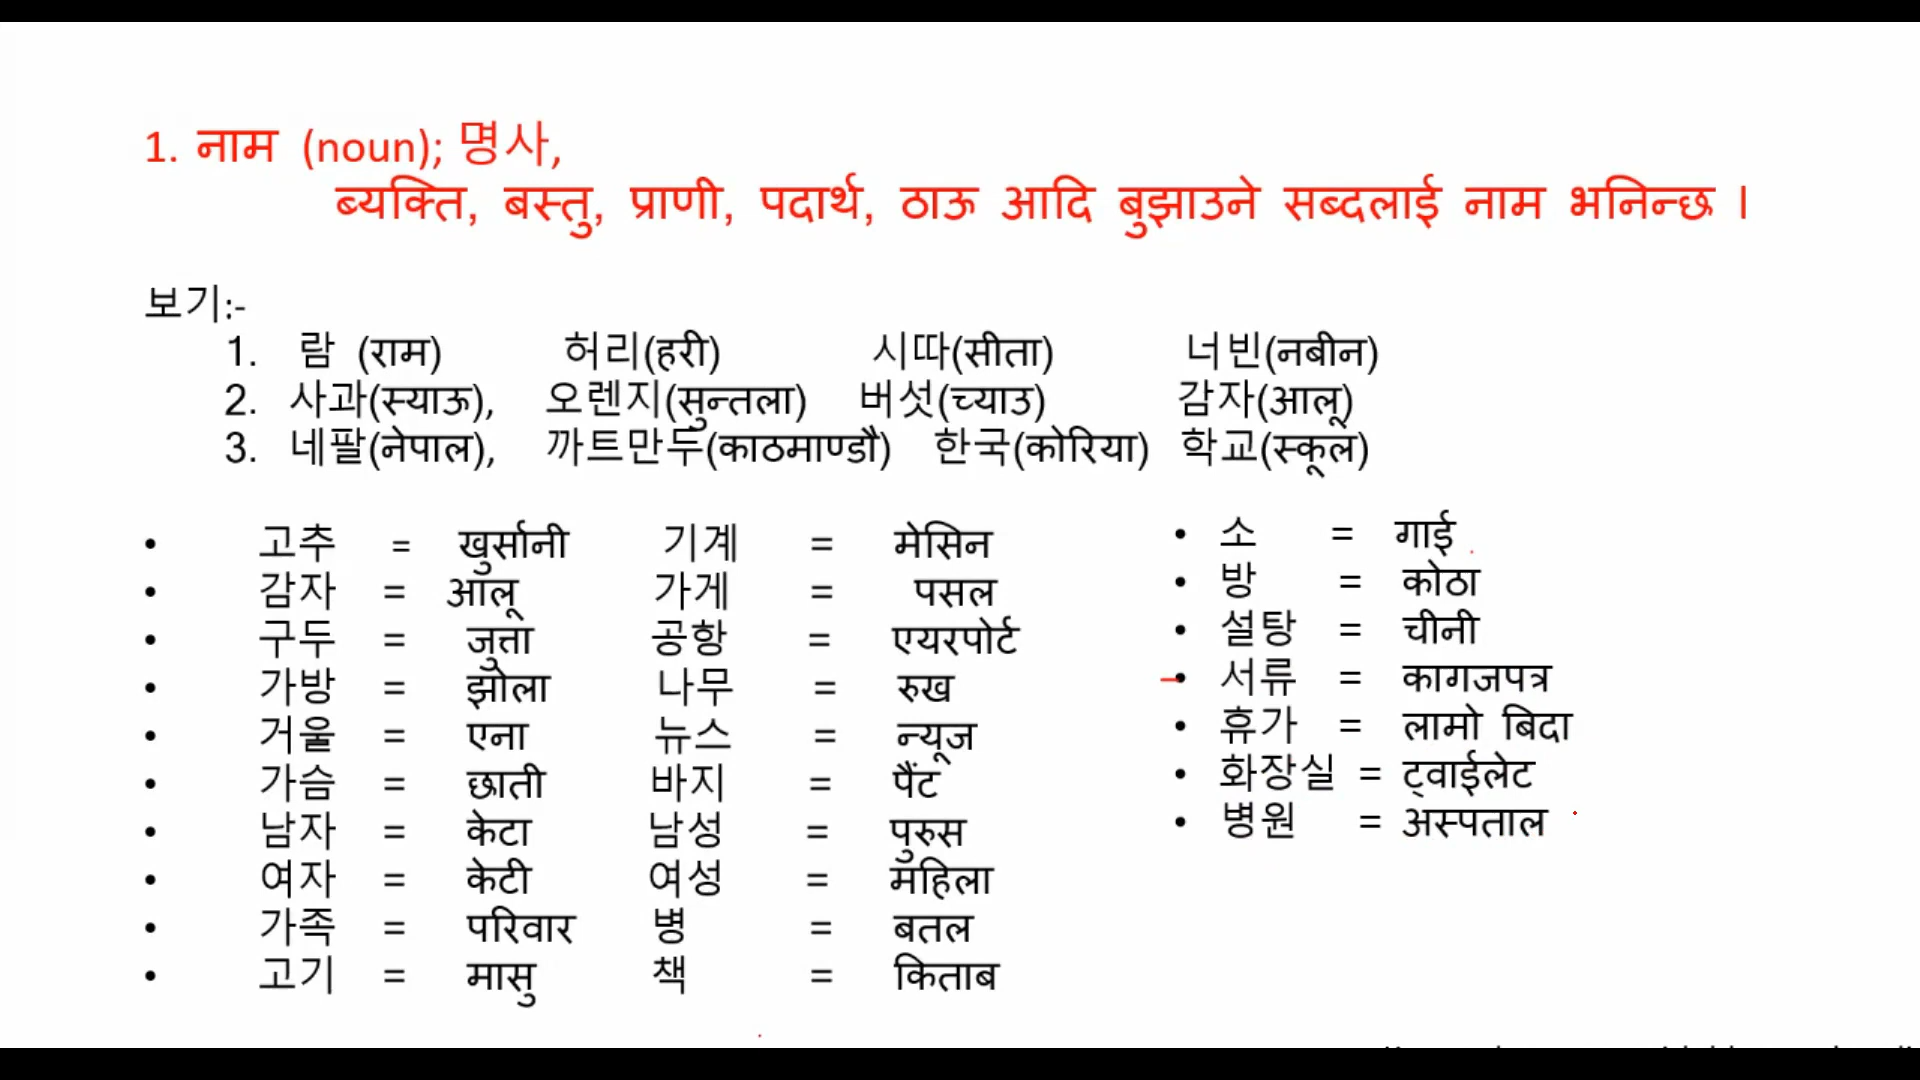 1. नाम (noun); 명사,
ब्यक्ति, बस्तु, प्राणी, पदार्थ, ठाऊ आदि बुझाउने सब्दलाई नाम भनिन्छ ।
보기:-
1. 람 (राम) 허리(हरी) 시따(सीता) 너빈(नबीन)
2. 사과(स्याऊ), 오렌지(सुन्तला) 버섯(च्याउ) 감자(आलू)
3. 네팔(नेपाल), 까트만두(काठमाण्डौ) 한국(कोरिया) 학교(स्कूल)
• 고추 = खुर्सानी 기계 = मेसिन
• 감자 = आलू 가게 = पसल
• 구두 = जुता 공항 = एयरपोर्ट
• 가방 = झोला 나무 = रुख
• 거울 = एना 뉴스 = न्यूज
• 가슴 = छाती 바지 = पैंट
• 남자 = केटा 남성 = पुरुस
• 여자 = केटी 여성 = महिला
• 가족 = परिवार 병 = बतल
• 고기 = मासु 책 = किताब
• 소 = गाई
• 방 = कोठा
• 설탕 = चीनी
• 서류 = कागजपत्र
• 휴가 = लामो बिदा
• 화장실 = ट्वाईलेट
• 병원 = अस्पताल